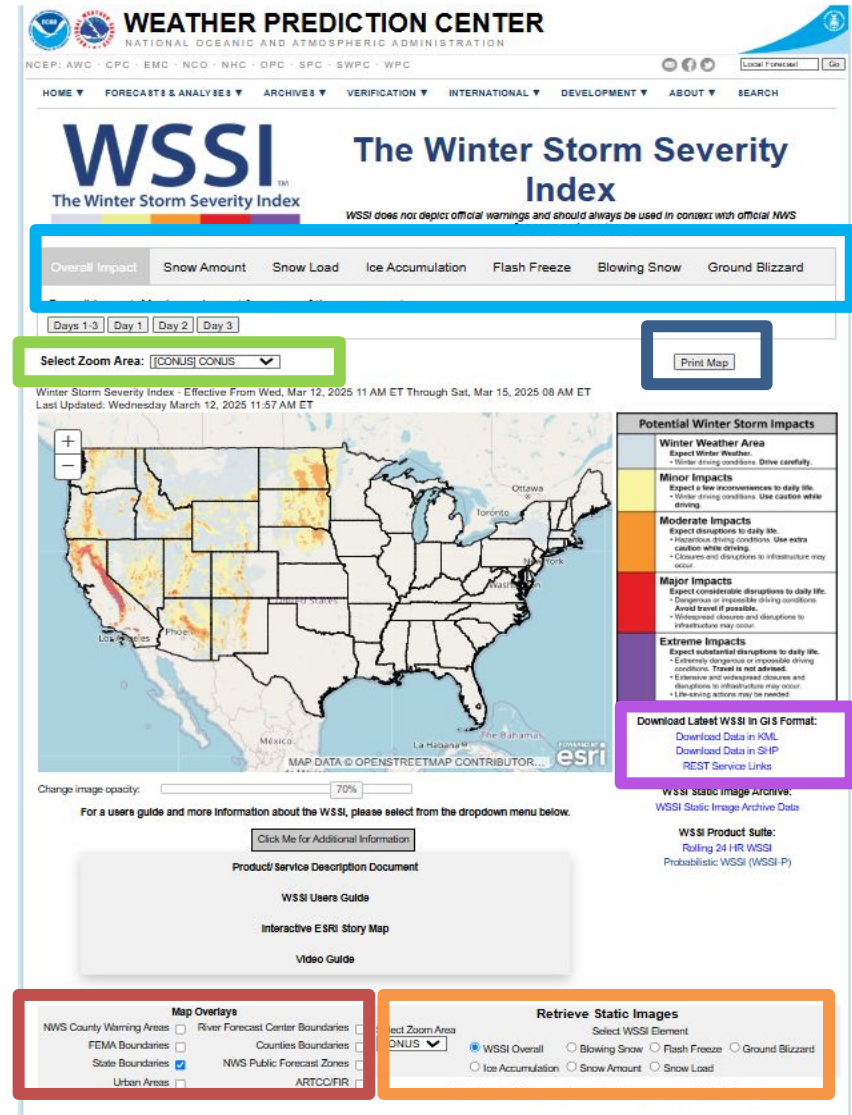 WEATHER PREDICTION CENTER
NATIONAL OCEANIC AND ATMOSPHERIC ADMINISTRATION
NCEP: AWC · CPC · EMC · NCO · NHC · OPC · SPC · SWPC · WPC
Local Forecast Go
HOME ▼ FORECASTS & ANALYSES ▼ ARCHIVES ▼ VERIFICATION ▼ INTERNATIONAL ▼ DEVELOPMENT ▼ ABOUT ▼ SEARCH
WSSI TM
The Winter Storm Severity Index
The Winter Storm Severity
Index
WSSI does not depict official warnings and should always be used in context with official NWS
Overall Impact Snow Amount Snow Load Ice Accumulation Flash Freeze Blowing Snow Ground Blizzard
Days 1-3 Day 1 Day 2 Day 3
Select Zoom Area: [CONUS] CONUS
Print Map
Winter Storm Severity Index - Effective From Wed, Mar 12, 2025 11 AM ET Through Sat, Mar 15, 2025 08 AM ET
Last Updated: Wednesday March 12, 2025 11:57 AM ET
+
−
Ottawa
Toronto
New York
Wash
United States
Los Angeles
Phoe
México
La Habana
The Bahamas
MAP DATA © OPENSTREETMAP CONTRIBUTOR...
POWERED BY
esri
Potential Winter Storm Impacts
Winter Weather Area
Expect Winter Weather.
• Winter driving conditions. Drive carefully.
Minor Impacts
Expect a few inconveniences to daily life.
• Winter driving conditions. Use caution while
driving.
Moderate Impacts
Expect disruptions to daily life.
• Hazardous driving conditions. Use extra
caution while driving.
• Closures and disruptions to infrastructure may
occur.
Major Impacts
Expect considerable disruptions to daily life.
• Dangerous or impossible driving conditions.
Avoid travel if possible.
• Widespread closures and disruptions to
infrastructure may occur.
Extreme Impacts
Expect substantial disruptions to daily life.
• Extremely dangerous or impossible driving
conditions. Travel is not advised.
• Extensive and widespread closures and
disruptions to infrastructure may occur.
• Life-saving actions may be needed.
Download Latest WSSI in GIS Format:
Download Data in KML
Download Data in SHP
REST Service Links
WSSI Static Image Archive:
WSSI Static Image Archive Data
WSSI Product Suite:
Rolling 24 HR WSSI
Probabilistic WSSI (WSSI-P)
Change image opacity: 70%
For a users guide and more information about the WSSI, please select from the dropdown menu below.
Click Me for Additional Information
Product/Service Description Document
WSSI Users Guide
Interactive ESRI Story Map
Video Guide
Map Overlays
NWS County Warning Areas River Forecast Center Boundaries
FEMA Boundaries Counties Boundaries
State Boundaries NWS Public Forecast Zones
Urban Areas ARTCC/FIR
Retrieve Static Images
Select Zoom Area Select WSSI Element
CONUS WSSI Overall Blowing Snow Flash Freeze Ground Blizzard
Ice Accumulation Snow Amount Snow Load